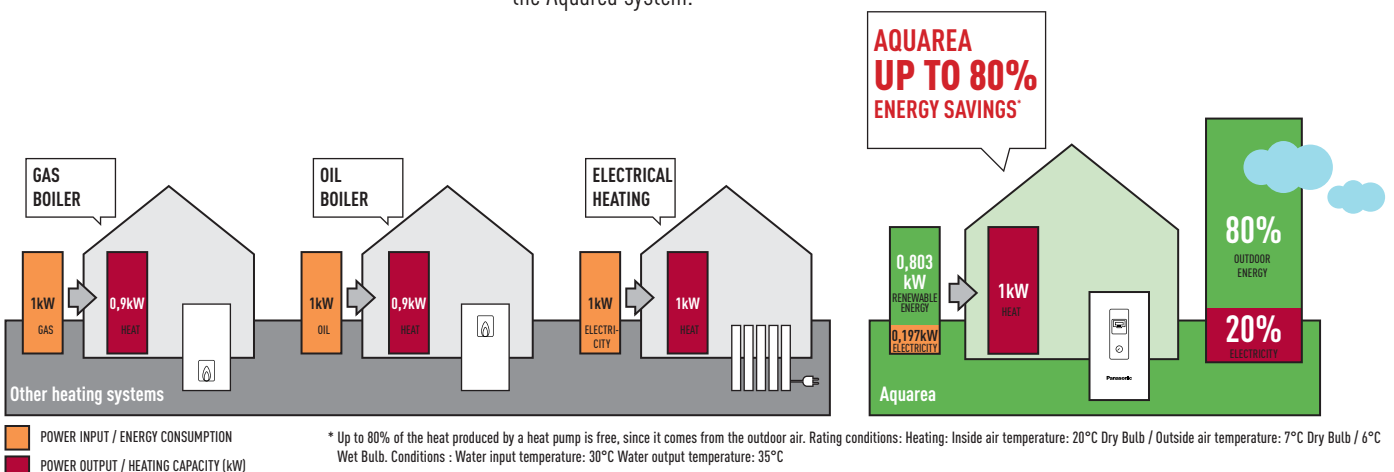 the Aquarea system.
AQUAREA
UP TO 80%
ENERGY SAVINGS*
GAS
BOILER
OIL
BOILER
ELECTRICAL
HEATING
1kW
GAS
0,9kW
HEAT
1kW
OIL
0,9kW
HEAT
1kW
ELECTRI-
CITY
1kW
HEAT
0,803
kW
RENEWABLE
ENERGY
0,197kW
ELECTRICITY
1kW
HEAT
Panasonic
80%
OUTDOOR
ENERGY
20%
ELECTRICITY
Other heating systems
Aquarea
POWER INPUT / ENERGY CONSUMPTION
POWER OUTPUT / HEATING CAPACITY (kW)
* Up to 80% of the heat produced by a heat pump is free, since it comes from the outdoor air. Rating conditions: Heating: Inside air temperature: 20°C Dry Bulb / Outside air temperature: 7°C Dry Bulb / 6°C
Wet Bulb. Conditions : Water input temperature: 30°C Water output temperature: 35°C